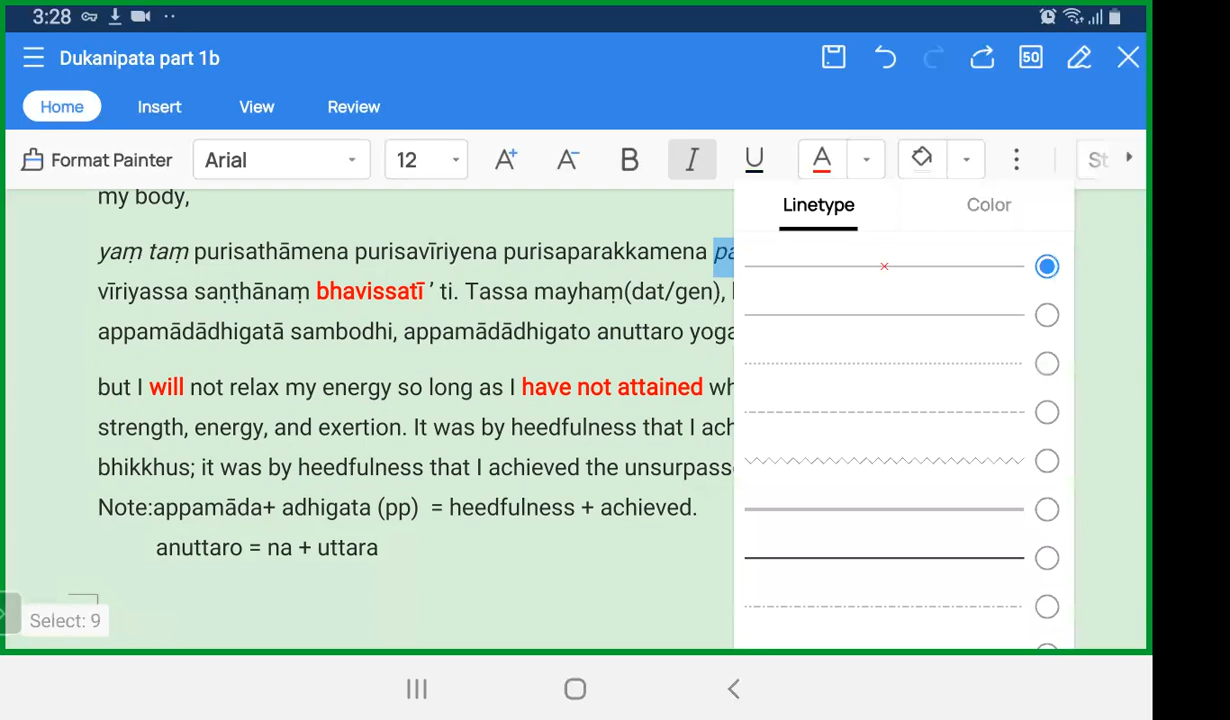 3:28
Dukanipata part 1b
50
Home Insert View Review
Format Painter Arial 12 A+ A- B I U A St
Linetype Color
my body,
yaṃ taṃ purisathāmena purisavīriyena purisaparakkamena pa
vīriyassa saṇṭhānaṃ bhavissatī ’ ti. Tassa mayhaṃ(dat/gen),
appamādādhigatā sambodhi, appamādādhigato anuttaro yoga
but I will not relax my energy so long as I have not attained wh
strength, energy, and exertion. It was by heedfulness that I ach
bhikkhus; it was by heedfulness that I achieved the unsurpass
Note:appamāda+ adhigata (pp) = heedfulness + achieved.
anuttaro = na + uttara
Select: 9